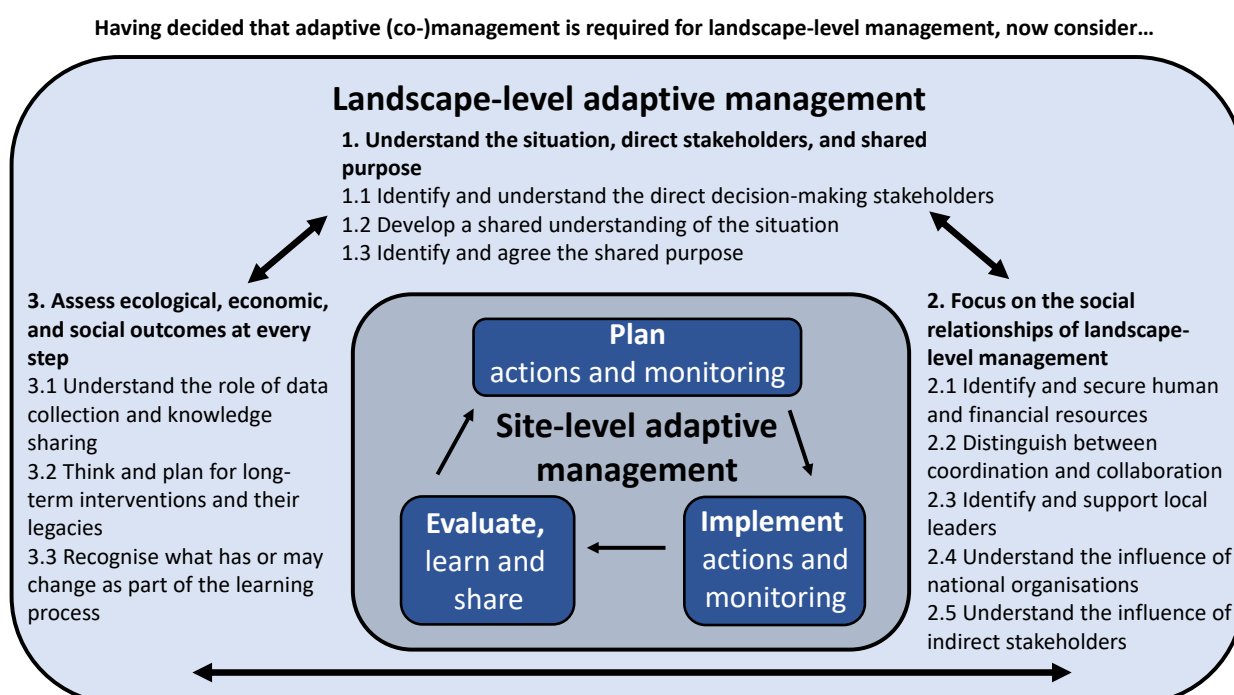 Having decided that adaptive (co-)management is required for landscape-level management, now consider...
Landscape-level adaptive management
1. Understand the situation, direct stakeholders, and shared
purpose
1.1 Identify and understand the direct decision-making stakeholders
1.2 Develop a shared understanding of the situation
1.3 Identify and agree the shared purpose
3. Assess ecological, economic,
and social outcomes at every
step
3.1 Understand the role of data
collection and knowledge
sharing
3.2 Think and plan for long-
term interventions and their
legacies
3.3 Recognise what has or may
change as part of the learning
process
Plan
actions and monitoring
Site-level adaptive
management
Evaluate,
learn and
share
Implement
actions and
monitoring
2. Focus on the social
relationships of landscape-
level management
2.1 Identify and secure human
and financial resources
2.2 Distinguish between
coordination and collaboration
2.3 Identify and support local
leaders
2.4 Understand the influence of
national organisations
2.5 Understand the influence of
indirect stakeholders